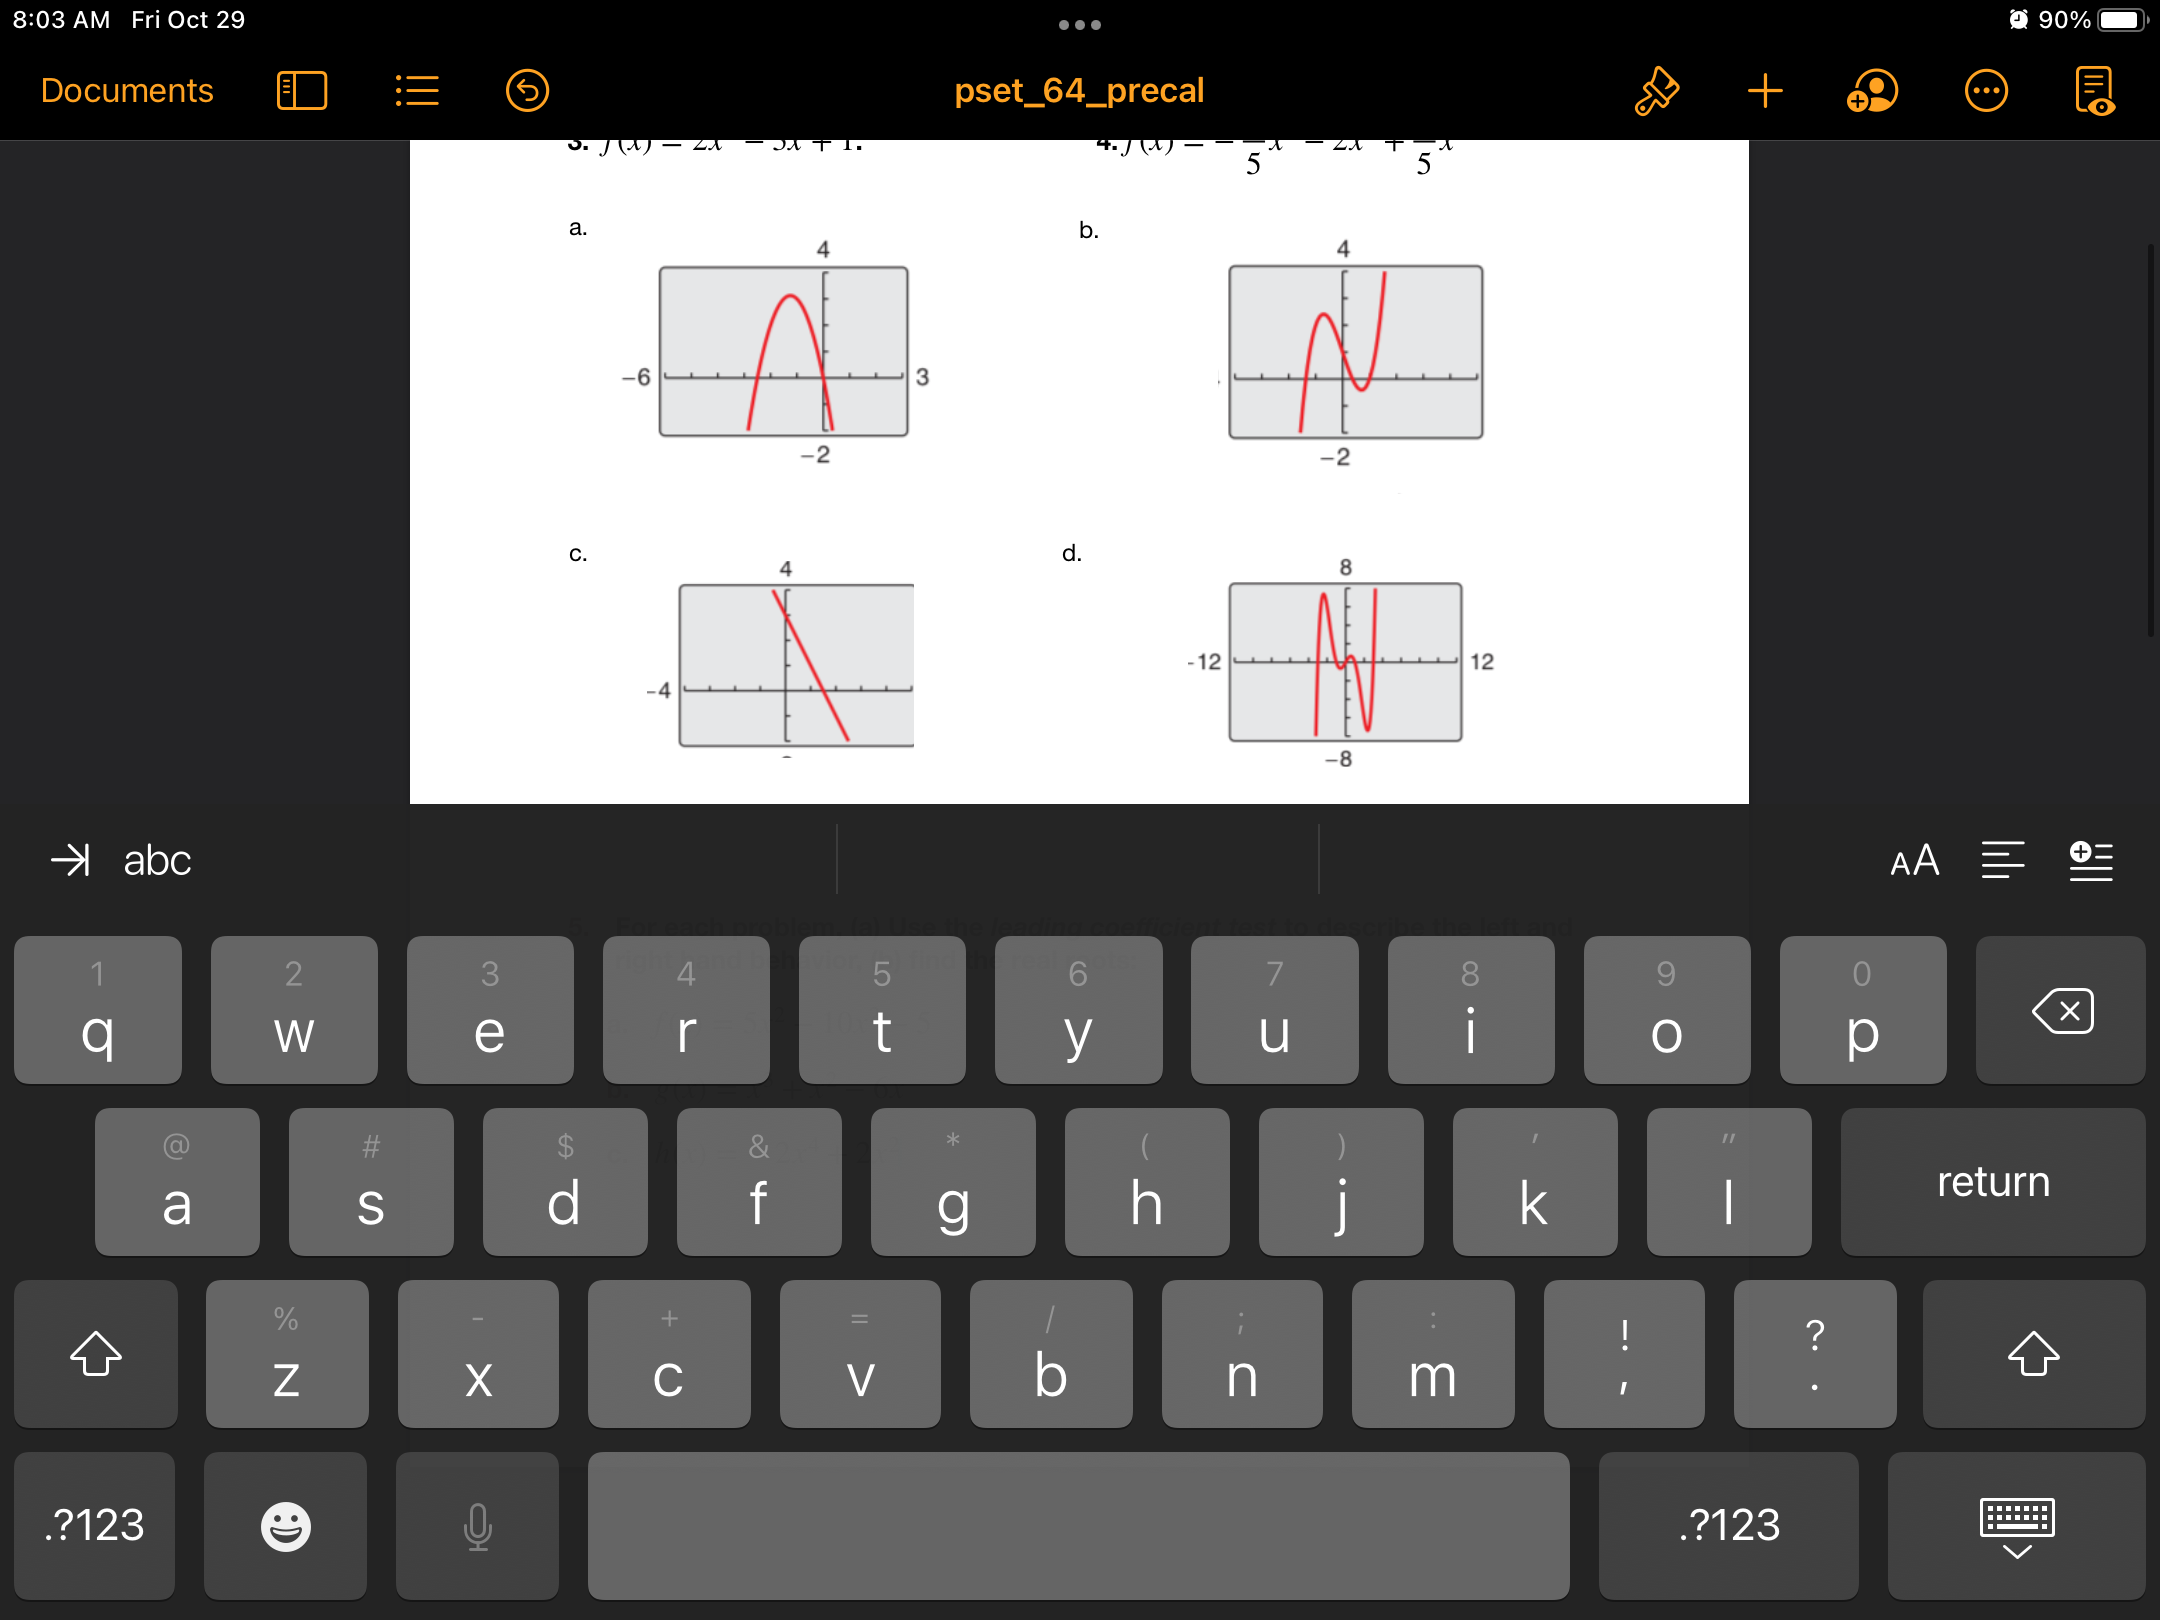 8:03 AM Fri Oct 29 90%
Documents pset_64_precal
a. b.
4 4
-6 3
-2 -2
c. d.
4 8
-4 -12 12
-8
abc AA
1 2 3 4 5 6 7 8 9 0
q w e r t y u i o p
@ # $ & * ( ) ' "
a s d f g h j k l return
% - + = / ; : ! ?
z x c v b n m , .
.?123 .?123